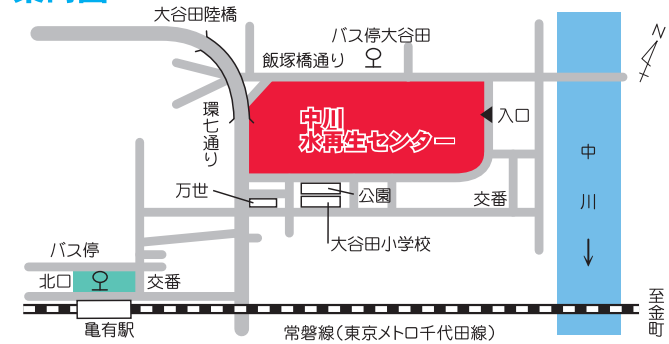 案内図
大谷田陸橋
バス停大谷田
飯塚橋通り
N
環七通り
中川
水再生センター
入口
中川
万世
公園
交番
大谷田小学校
バス停
北口
交番
亀有駅
常磐線(東京メトロ千代田線)
至金町